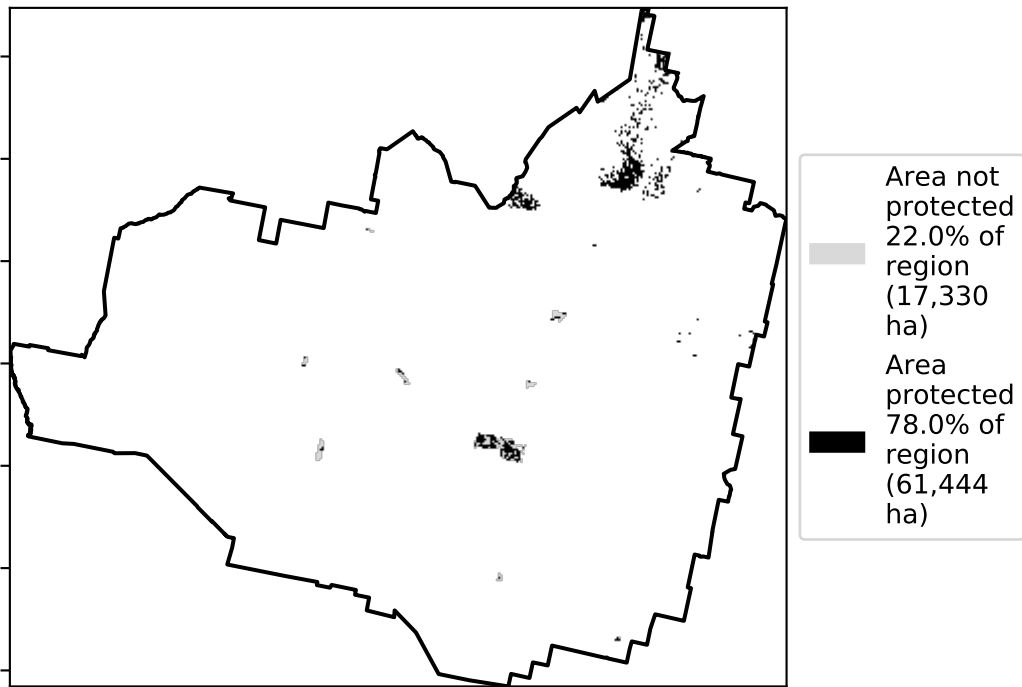 Area not
protected
22.0% of
region
(17,330
ha)
Area
protected
78.0% of
region
(61,444
ha)